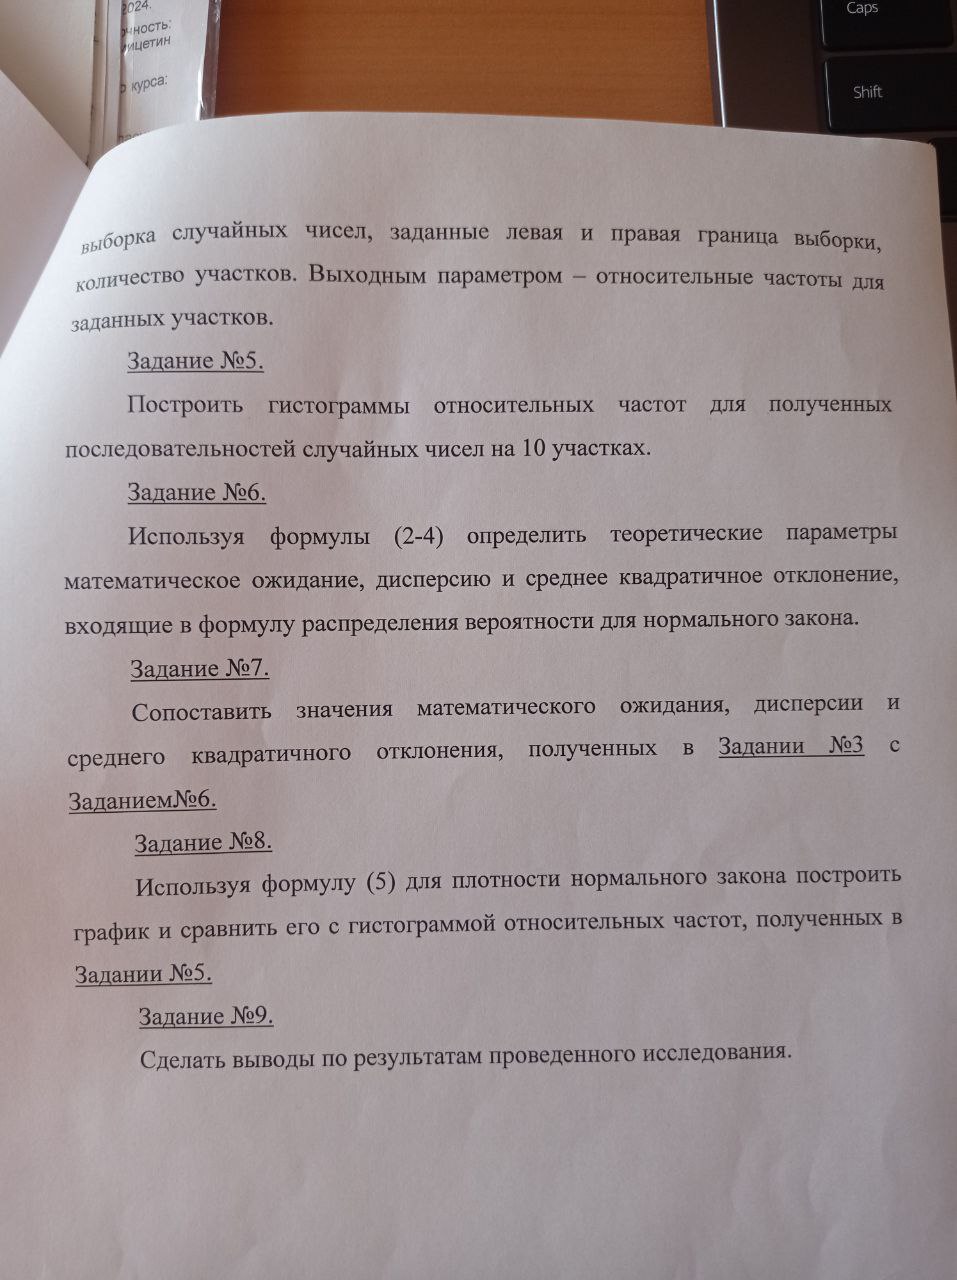 2024.
курса:
Caps
Shift
выборка случайных чисел, заданные левая и правая граница выборки,
количество участков. Выходным параметром – относительные частоты для
заданных участков.
Задание №5.
Построить гистограммы относительных частот для полученных
последовательностей случайных чисел на 10 участках.
Задание №6.
Используя формулы (2-4) определить теоретические параметры
математическое ожидание, дисперсию и среднее квадратичное отклонение,
входящие в формулу распределения вероятности для нормального закона.
Задание №7.
Сопоставить значения математического ожидания, дисперсии и
среднего квадратичного отклонения, полученных в Задании №3 с
Заданием№6.
Задание №8.
Используя формулу (5) для плотности нормального закона построить
график и сравнить его с гистограммой относительных частот, полученных в
Задании №5.
Задание №9.
Сделать выводы по результатам проведенного исследования.